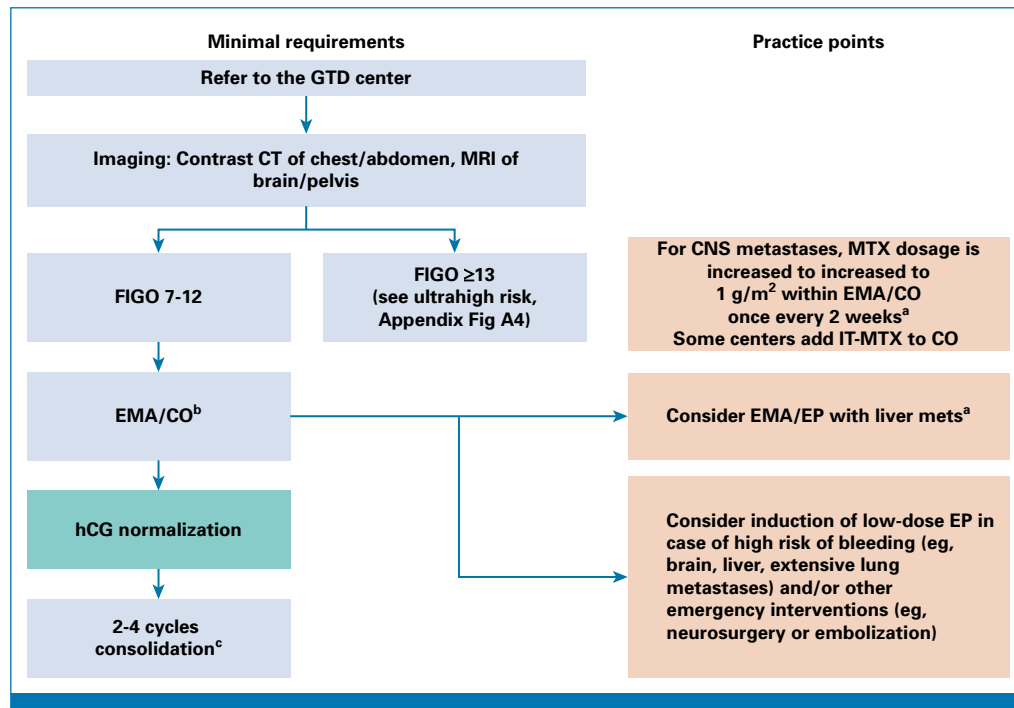 Minimal requirements
Practice points
Refer to the GTD center
Imaging: Contrast CT of chest/abdomen, MRI of
brain/pelvis
FIGO 7-12
FIGO ≥13
(see ultrahigh risk,
Appendix Fig A4)
For CNS metastases, MTX dosage is
increased to increased to
1 g/m² within EMA/CO
once every 2 weeksᵃ
Some centers add IT-MTX to CO
EMA/COᵇ
Consider EMA/EP with liver metsᵃ
hCG normalization
Consider induction of low-dose EP in
case of high risk of bleeding (eg,
brain, liver, extensive lung
metastases) and/or other
emergency interventions (eg,
neurosurgery or embolization)
2-4 cycles
consolidationᶜ